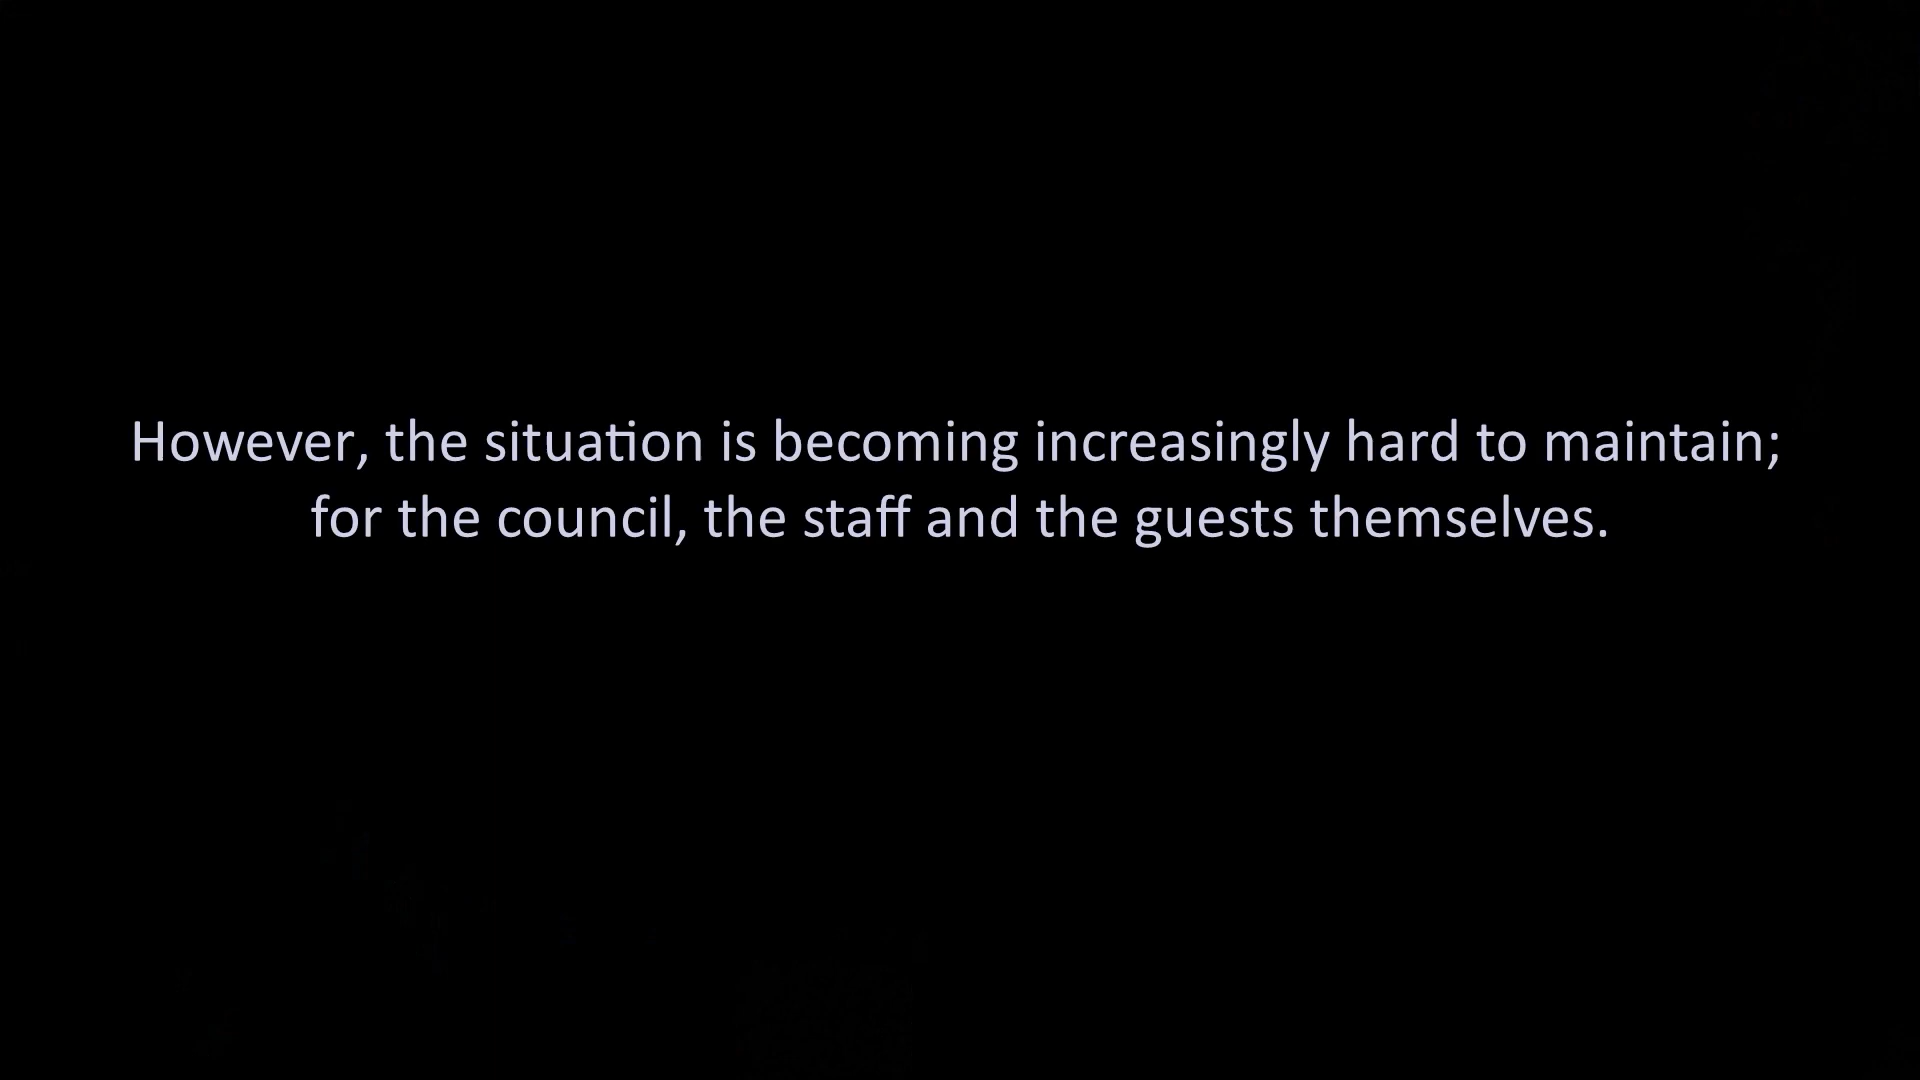 However, the situation is becoming increasingly hard to maintain;
for the council, the staff and the guests themselves.